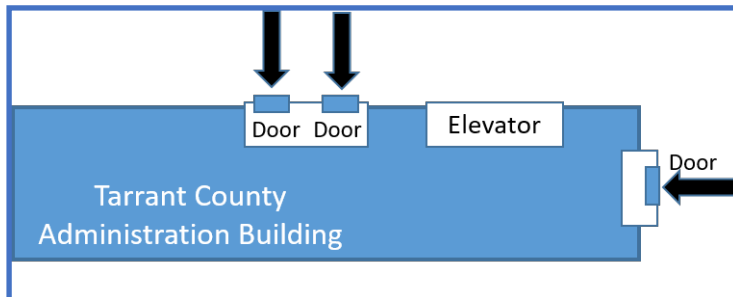 Door Door
Elevator
Door
Tarrant County
Administration Building